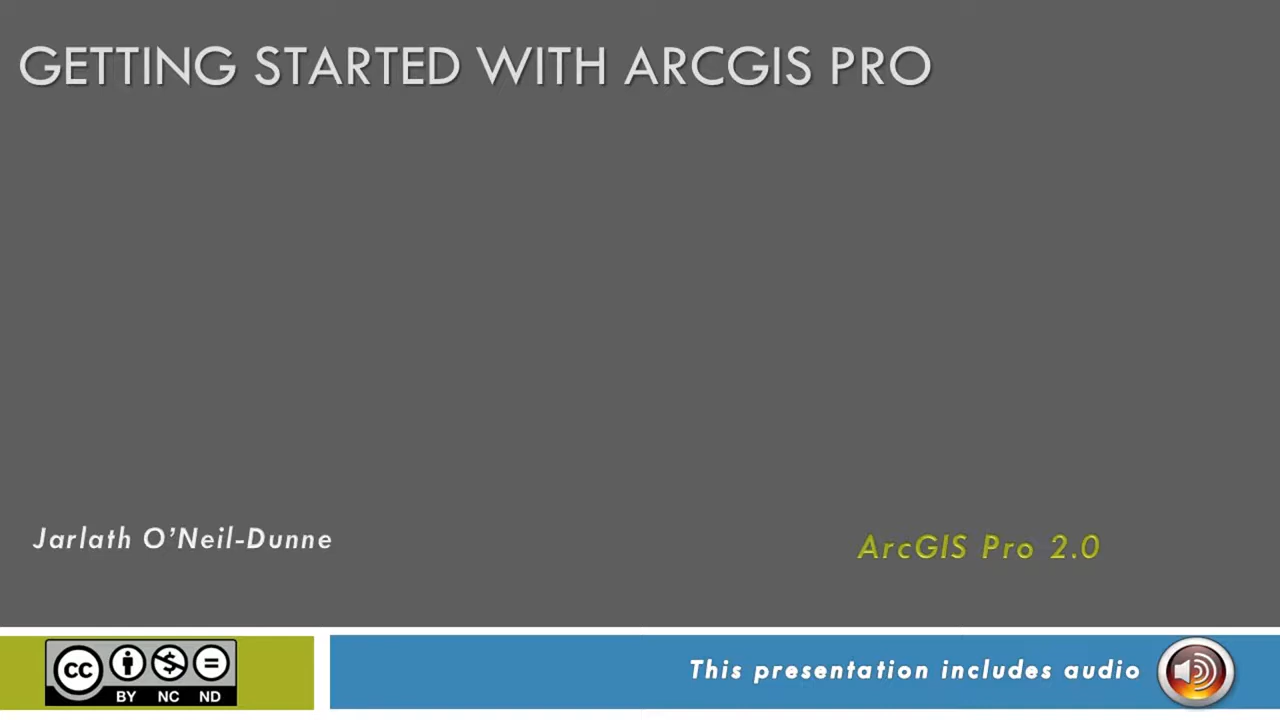 GETTING STARTED WITH ARCGIS PRO
Jarlath O’Neil-Dunne
ArcGIS Pro 2.0
cc
BY NC ND
This presentation includes audio